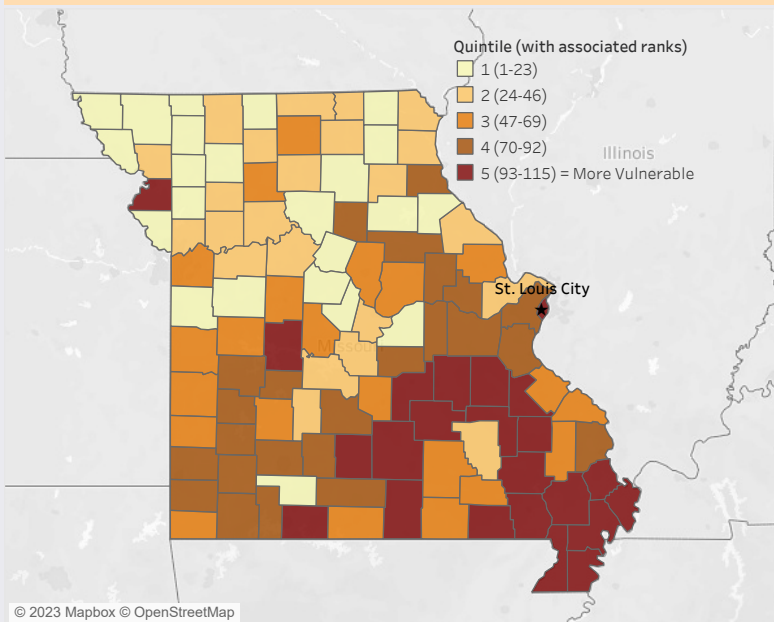 Quintile (with associated ranks)
1 (1-23)
2 (24-46)
3 (47-69)
4 (70-92)
5 (93-115) = More Vulnerable
Illinois
St. Louis City
Missouri
© 2023 Mapbox © OpenStreetMap